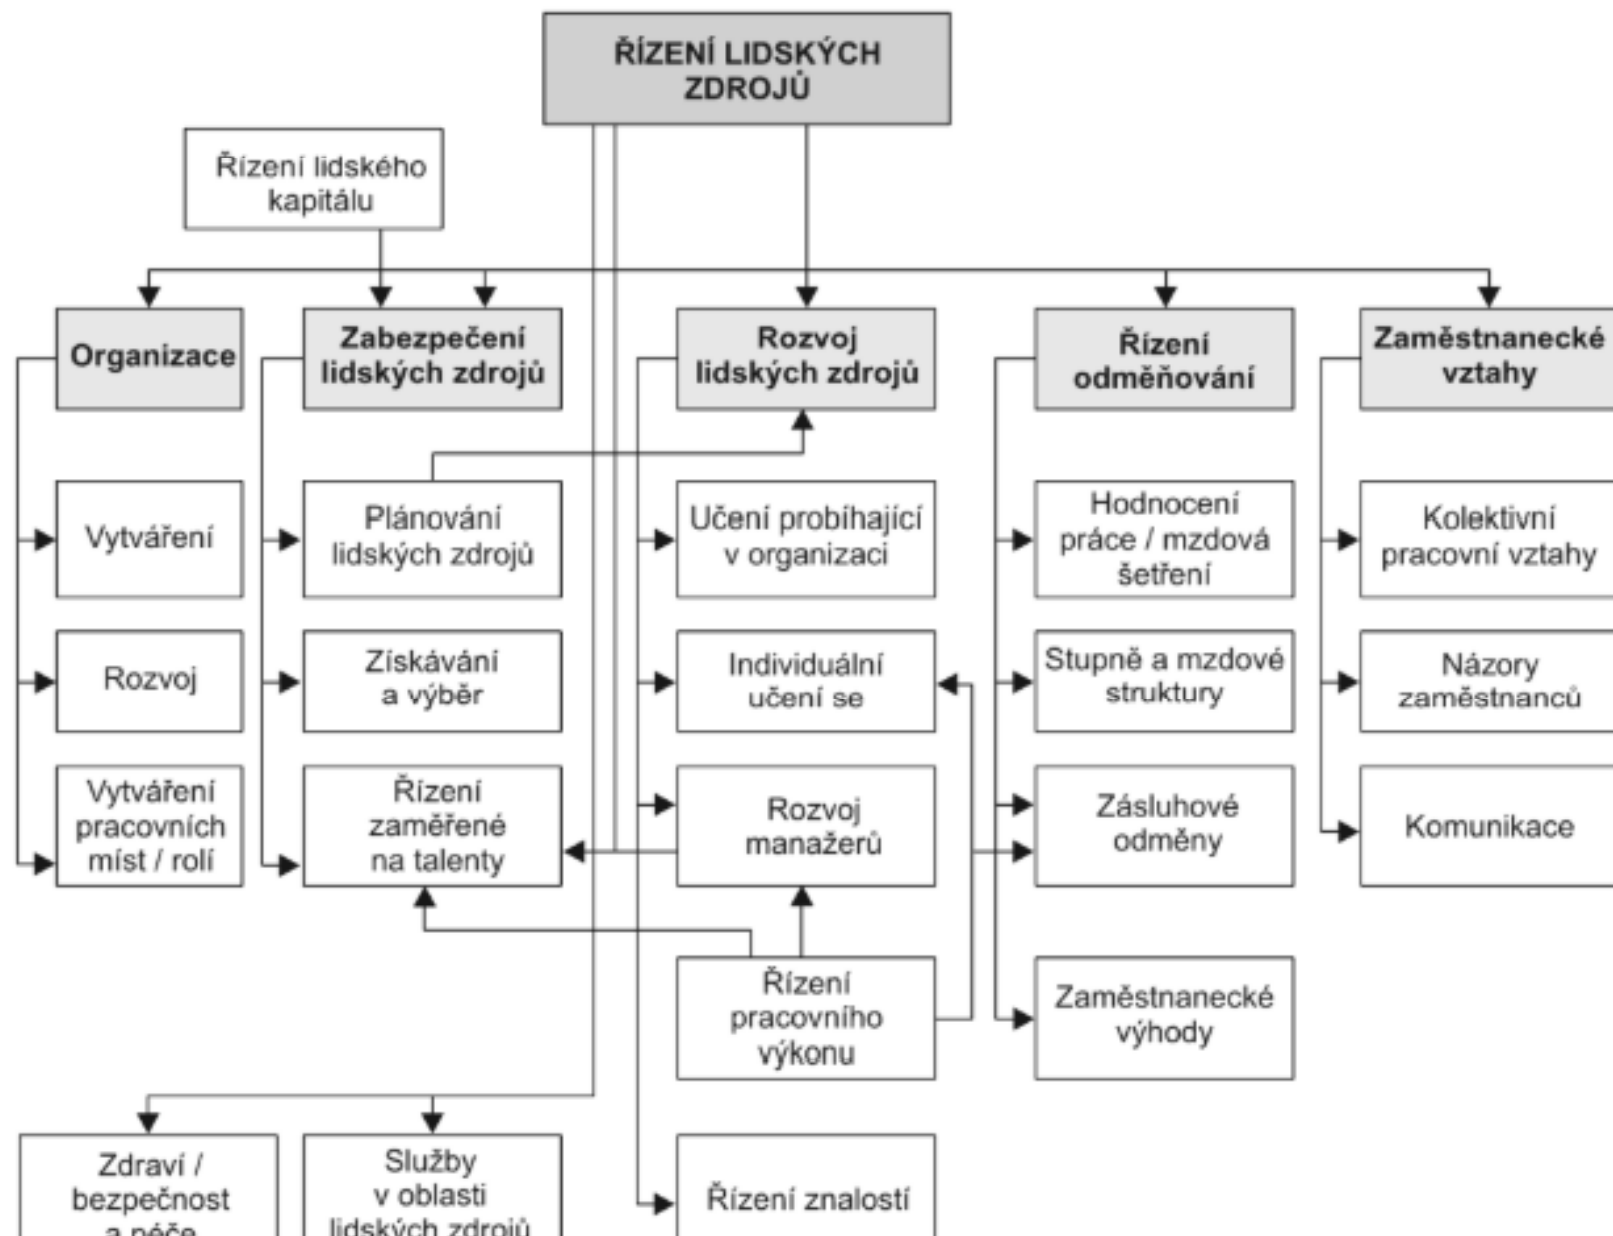 ŘÍZENÍ LIDSKÝCH
ZDROJŮ
Řízení lidského
kapitálu
Organizace
Zabezpečení
lidských zdrojů
Rozvoj
lidských zdrojů
Řízení
odměňování
Zaměstnanecké
vztahy
Vytváření
Plánování
lidských zdrojů
Učení probíhající
v organizaci
Hodnocení
práce / mzdová
šetření
Kolektivní
pracovní vztahy
Rozvoj
Získávání
a výběr
Individuální
učení se
Stupně a mzdové
struktury
Názory
zaměstnanců
Vytváření
pracovních
míst / rolí
Řízení
zaměřené
na talenty
Rozvoj
manažerů
Zásluhové
odměny
Komunikace
Řízení
pracovního
výkonu
Zaměstnanecké
výhody
Zdraví /
bezpečnost
a péče
Služby
v oblasti
lidských zdrojů
Řízení znalostí